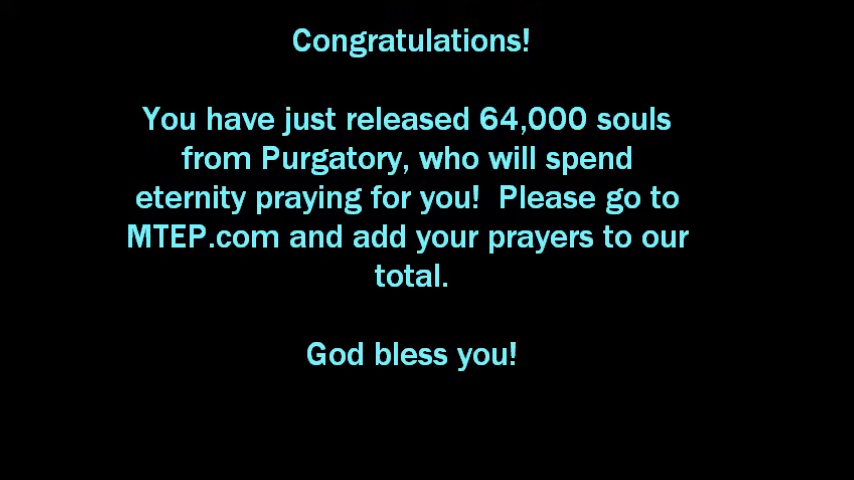 Congratulations!
You have just released 64,000 souls
from Purgatory, who will spend
eternity praying for you!  Please go to
MTEP.com and add your prayers to our
total.
God bless you!